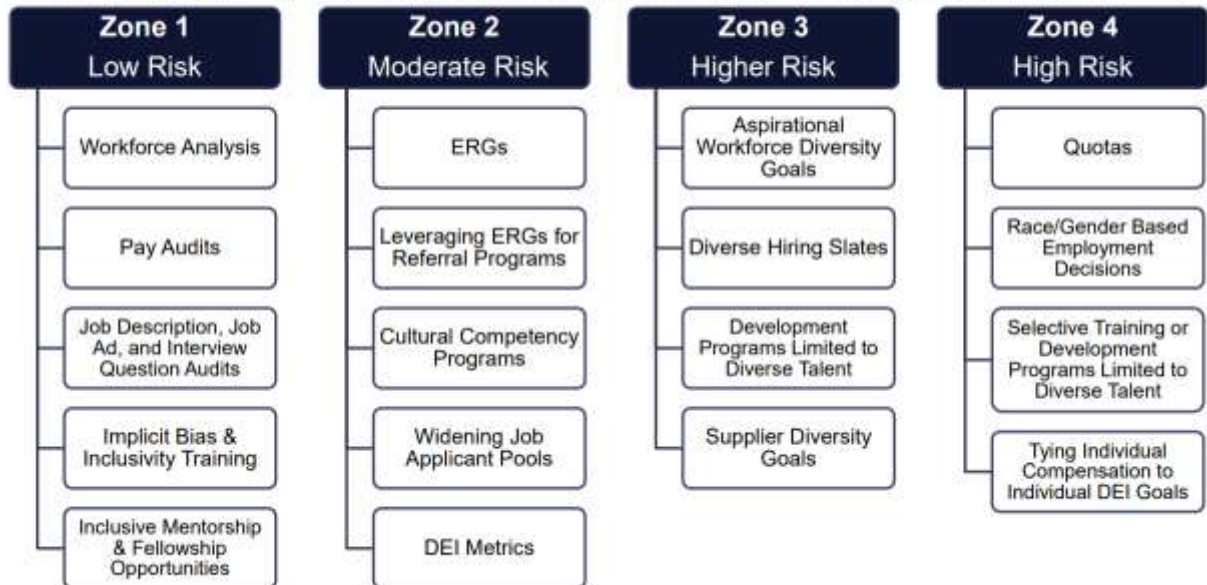 Zone 1
Low Risk
Workforce Analysis
Pay Audits
Job Description, Job
Ad, and Interview
Question Audits
Implicit Bias &
Inclusivity Training
Inclusive Mentorship
& Fellowship
Opportunities
Zone 2
Moderate Risk
ERGs
Leveraging ERGs for
Referral Programs
Cultural Competency
Programs
Widening Job
Applicant Pools
DEI Metrics
Zone 3
Higher Risk
Aspirational
Workforce Diversity
Goals
Diverse Hiring Slates
Development
Programs Limited to
Diverse Talent
Supplier Diversity
Goals
Zone 4
High Risk
Quotas
Race/Gender Based
Employment
Decisions
Selective Training or
Development
Programs Limited to
Diverse Talent
Tying Individual
Compensation to
Individual DEI Goals